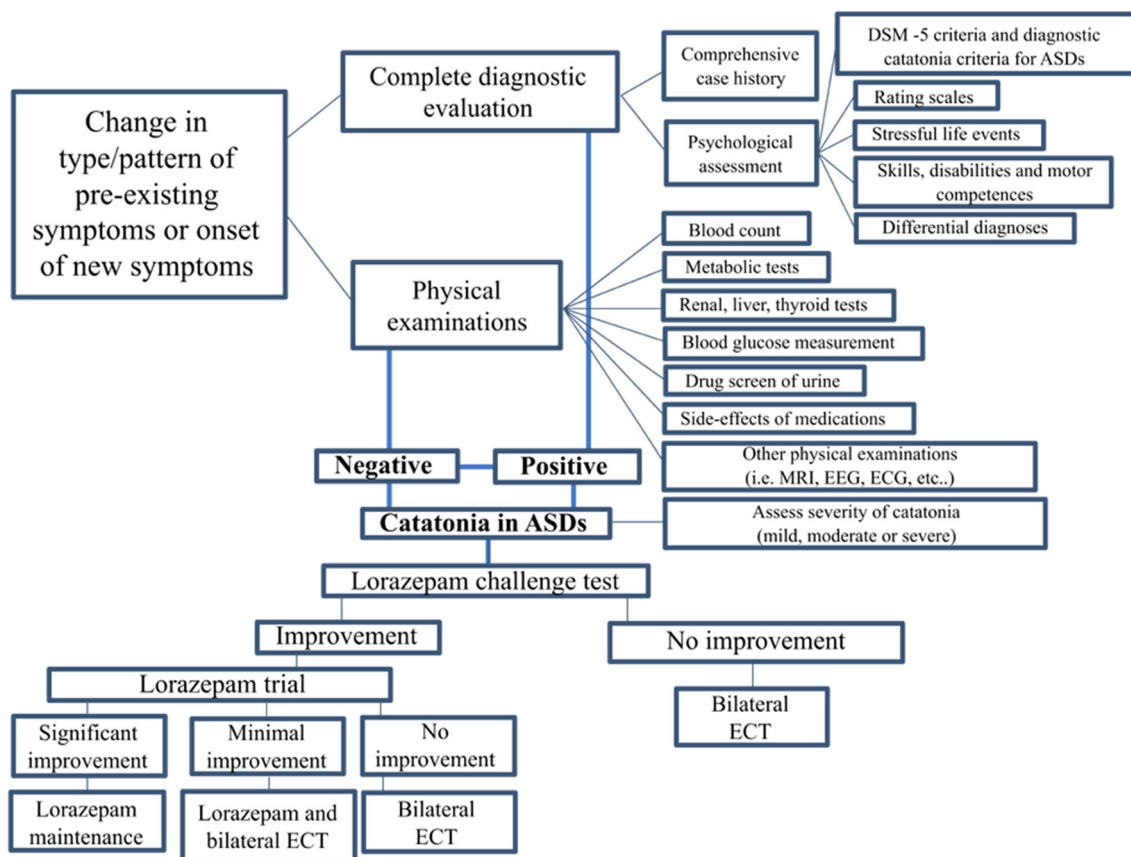 Change in
type/pattern of
pre-existing
symptoms or onset
of new symptoms
Complete diagnostic
evaluation
Comprehensive
case history
Psychological
assessment
DSM -5 criteria and diagnostic
catatonia criteria for ASDs
Rating scales
Stressful life events
Skills, disabilities and motor
competences
Differential diagnoses
Physical
examinations
Blood count
Metabolic tests
Renal, liver, thyroid tests
Blood glucose measurement
Drug screen of urine
Side-effects of medications
Other physical examinations
(i.e. MRI, EEG, ECG, etc..)
Negative
Positive
Catatonia in ASDs
Assess severity of catatonia
(mild, moderate or severe)
Lorazepam challenge test
Improvement
No improvement
Lorazepam trial
Bilateral
ECT
Significant
improvement
Minimal
improvement
No
improvement
Lorazepam
maintenance
Lorazepam and
bilateral ECT
Bilateral
ECT